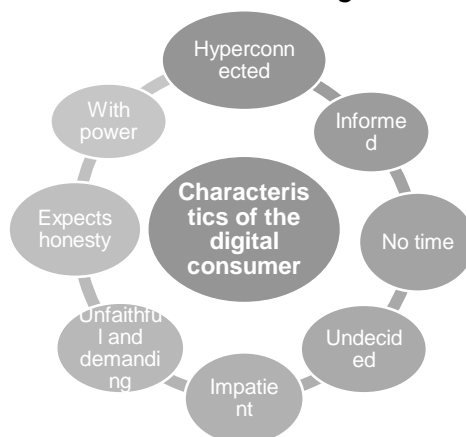 Hyperconn
ected
Informe
d
No time
Undecid
ed
Impatie
nt
Unfaithfu
l and
demandi
ng
Expects
honesty
With
power
Characteris
tics of the
digital
consumer